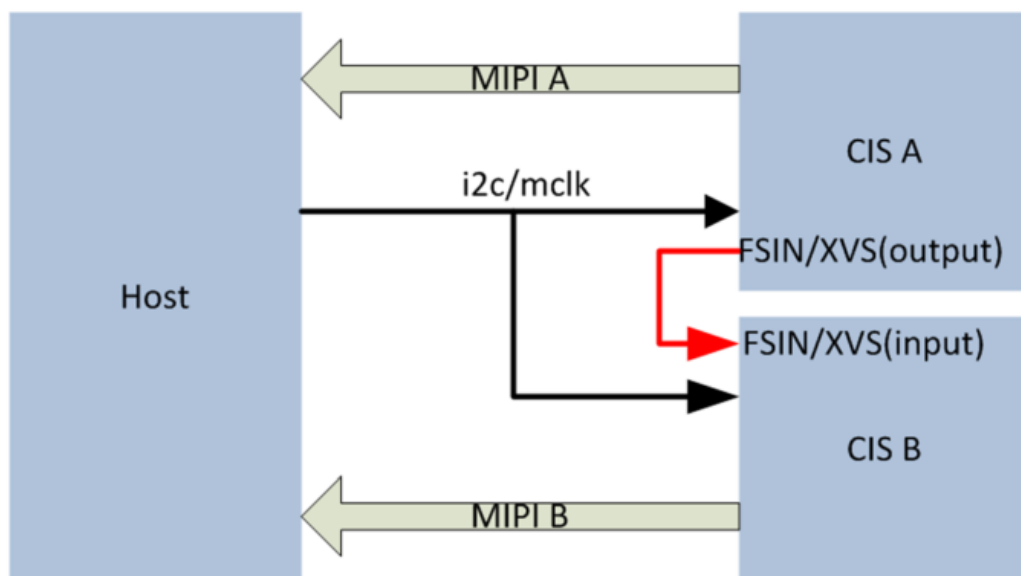 MIPI A
CIS A
i2c/mclk
FSIN/XVS(output)
Host
FSIN/XVS(input)
CIS B
MIPI B